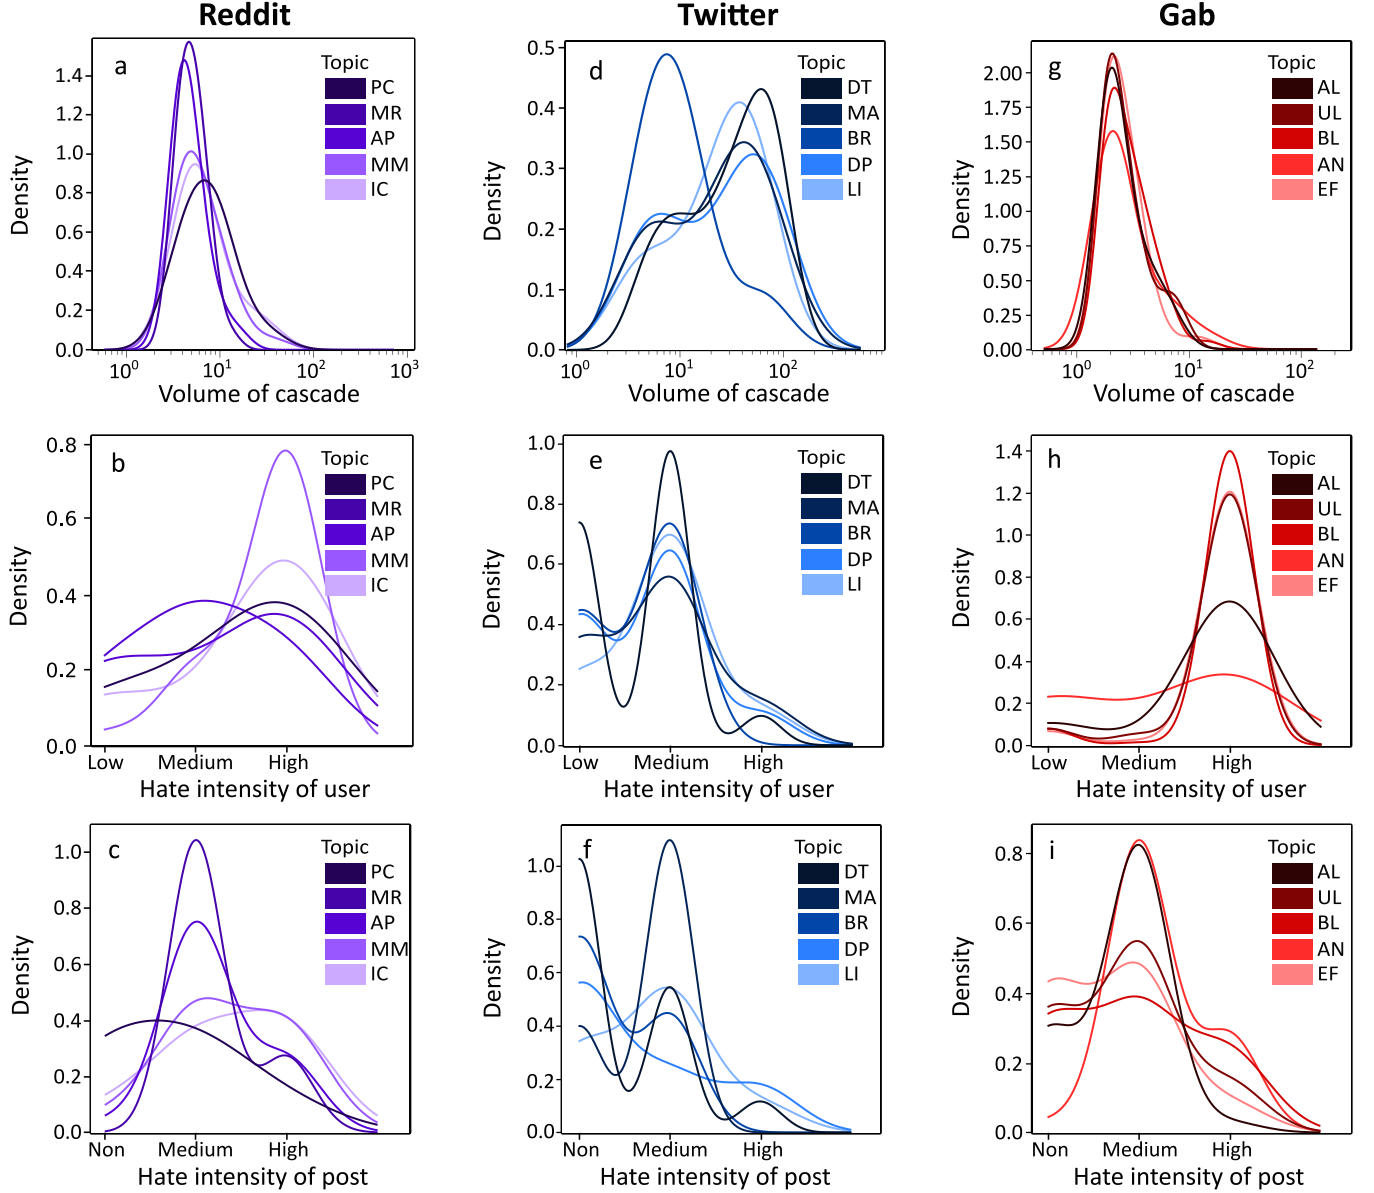 Reddit
Twitter
Gab
a
Topic
PC
MR
AP
MM
IC
Density
1.4
1.2
1.0
0.8
0.6
0.4
0.2
0.0
10⁰ 10¹ 10² 10³
Volume of cascade
d
Topic
DT
MA
BR
DP
LI
Density
0.5
0.4
0.3
0.2
0.1
0.0
10⁰ 10¹ 10²
Volume of cascade
g
Topic
AL
UL
BL
AN
EF
Density
2.00
1.75
1.50
1.25
1.00
0.75
0.50
0.25
0.00
10⁰ 10¹ 10²
Volume of cascade
b
Topic
PC
MR
AP
MM
IC
Density
0.8
0.6
0.4
0.2
0.0
Low Medium High
Hate intensity of user
e
Topic
DT
MA
BR
DP
LI
Density
1.0
0.8
0.6
0.4
0.2
0.0
Low Medium High
Hate intensity of user
h
Topic
AL
UL
BL
AN
EF
Density
1.4
1.2
1.0
0.8
0.6
0.4
0.2
0.0
Low Medium High
Hate intensity of user
c
Topic
PC
MR
AP
MM
IC
Density
1.0
0.8
0.6
0.4
0.2
0.0
Non Medium High
Hate intensity of post
f
Topic
DT
MA
BR
DP
LI
Density
1.0
0.8
0.6
0.4
0.2
0.0
Non Medium High
Hate intensity of post
i
Topic
AL
UL
BL
AN
EF
Density
0.8
0.6
0.4
0.2
0.0
Non Medium High
Hate intensity of post